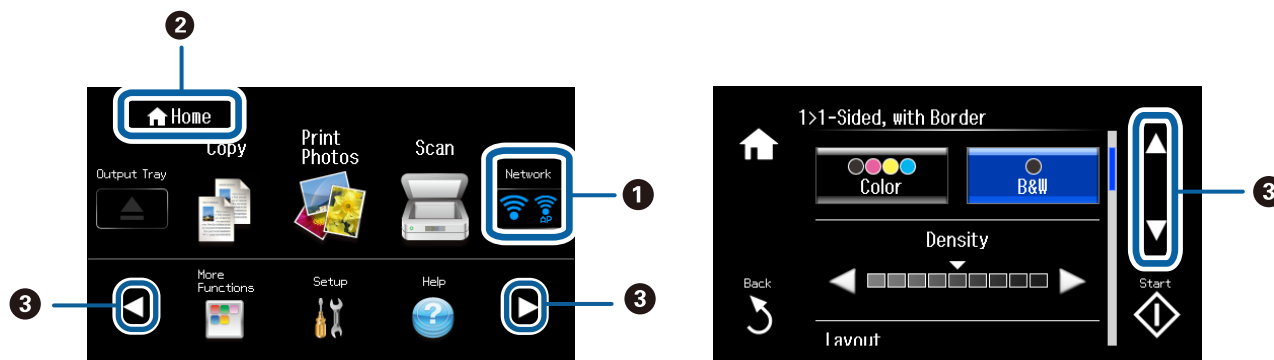 2
Home
Copy
Print
Photos
Scan
Output Tray
Network
AP
1
More
Functions
Setup
Help
3
3
1>1-Sided, with Border
Color
B&W
3
Density
Back
Start
Layout